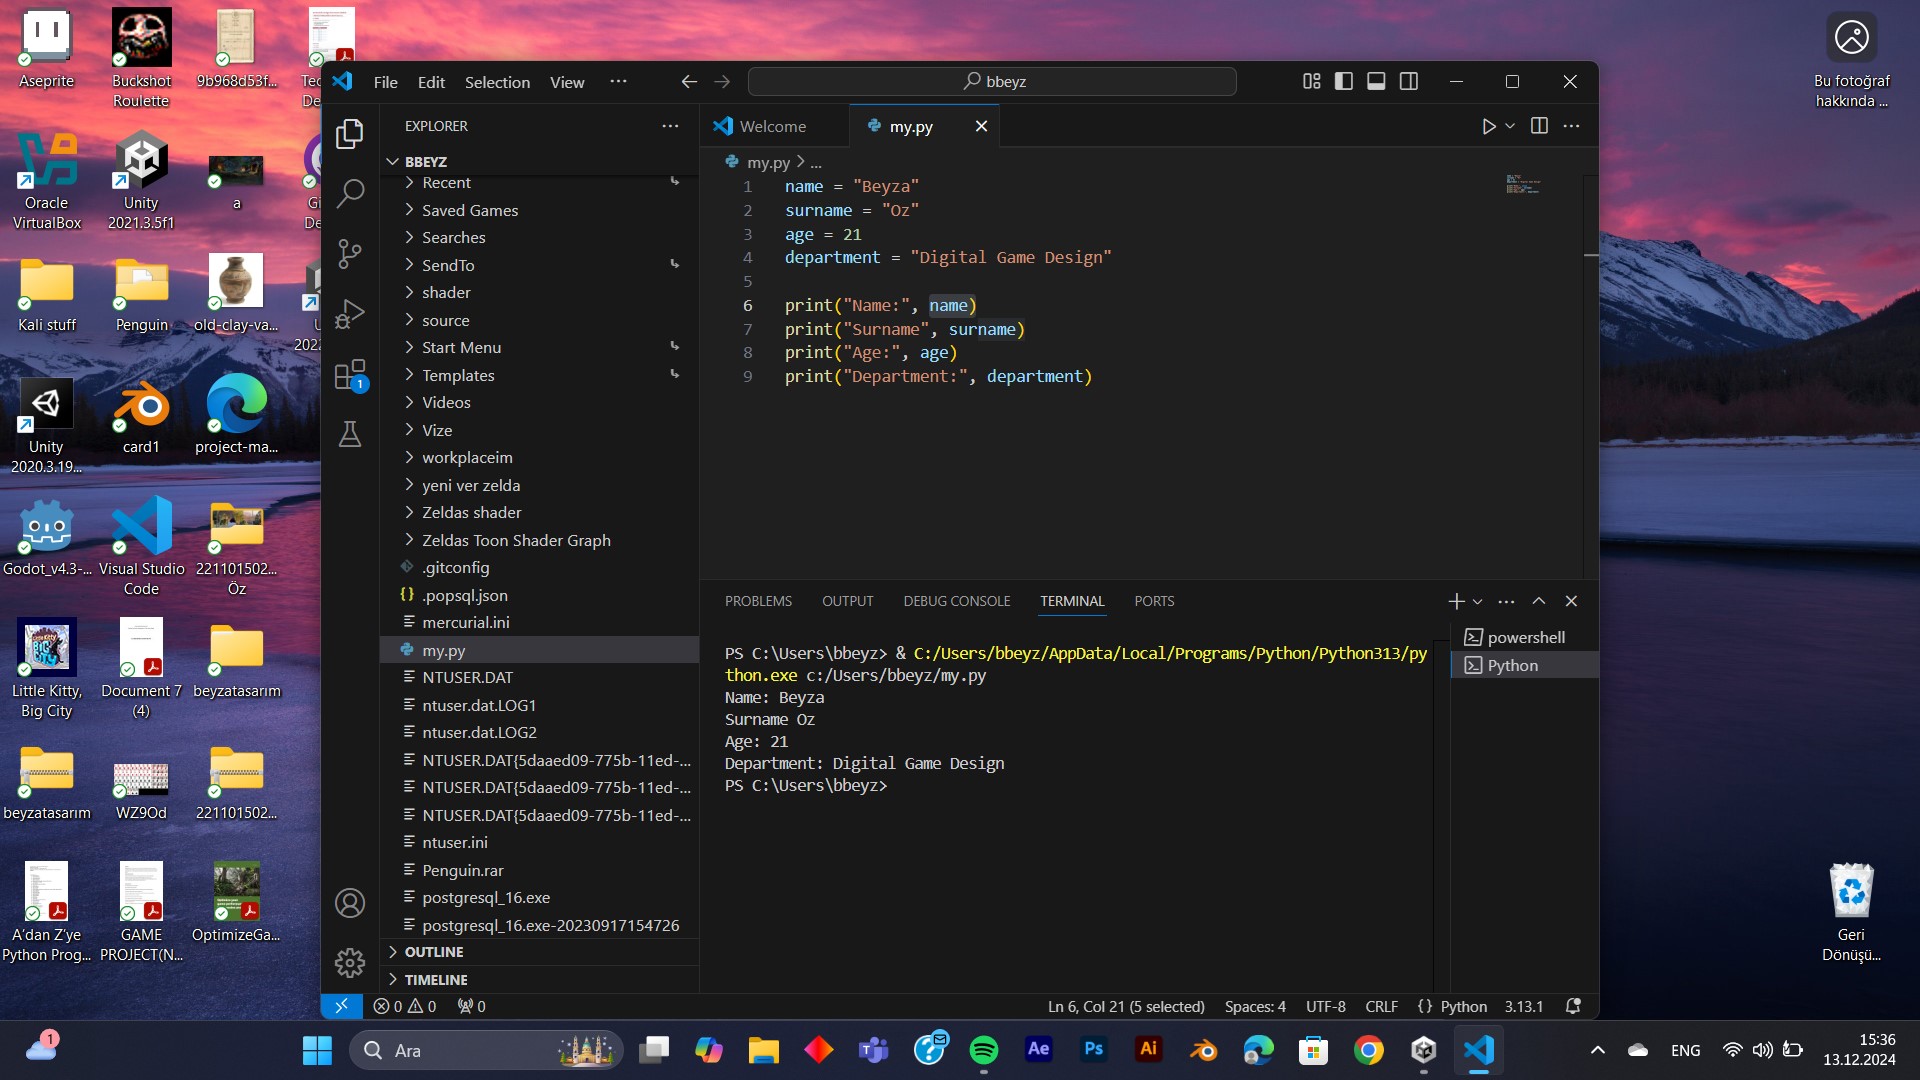 Aseprite
Buckshot
Roulette
9b968d53f...
Oracle
VirtualBox
Unity
2021.3.5f1
a
Kali stuff
Penguin
old-clay-va...
Unity
2020.3.19...
card1
project-ma...
Godot_v4.3-...
Visual Studio
Code
221101502...
Öz
Little Kitty,
Big City
Document 7
(4)
beyzatasarım
beyzatasarım
WZ9Od
221101502...
A'dan Z'ye
Python Prog...
GAME
PROJECT(N...
OptimizeGa...
Bu fotoğraf
hakkında ...
Geri
Dönüşü...
File Edit Selection View ...
bbeyz
EXPLORER
BBEYZ
Recent
Saved Games
Searches
SendTo
shader
source
Start Menu
Templates
Videos
Vize
workplaceim
yeni ver zelda
Zeldas shader
Zeldas Toon Shader Graph
.gitconfig
.popsql.json
mercurial.ini
my.py
NTUSER.DAT
ntuser.dat.LOG1
ntuser.dat.LOG2
NTUSER.DAT{5daaed09-775b-11ed-...
NTUSER.DAT{5daaed09-775b-11ed-...
NTUSER.DAT{5daaed09-775b-11ed-...
ntuser.ini
Penguin.rar
postgresql_16.exe
postgresql_16.exe-20230917154726
OUTLINE
TIMELINE
1
Welcome my.py
my.py > ...
1 name = "Beyza"
2 surname = "Oz"
3 age = 21
4 department = "Digital Game Design"
5
6 print("Name:", name)
7 print("Surname", surname)
8 print("Age:", age)
9 print("Department:", department)
PROBLEMS OUTPUT DEBUG CONSOLE TERMINAL PORTS
PS C:\Users\bbeyz> & C:/Users/bbeyz/AppData/Local/Programs/Python/Python313/py
thon.exe c:/Users/bbeyz/my.py
Name: Beyza
Surname Oz
Age: 21
Department: Digital Game Design
PS C:\Users\bbeyz>
powershell
Python
0 0 0
Ln 6, Col 21 (5 selected) Spaces: 4 UTF-8 CRLF {} Python 3.13.1
1
Ara
Ae
Ps
Ai
ENG
15:36
13.12.2024